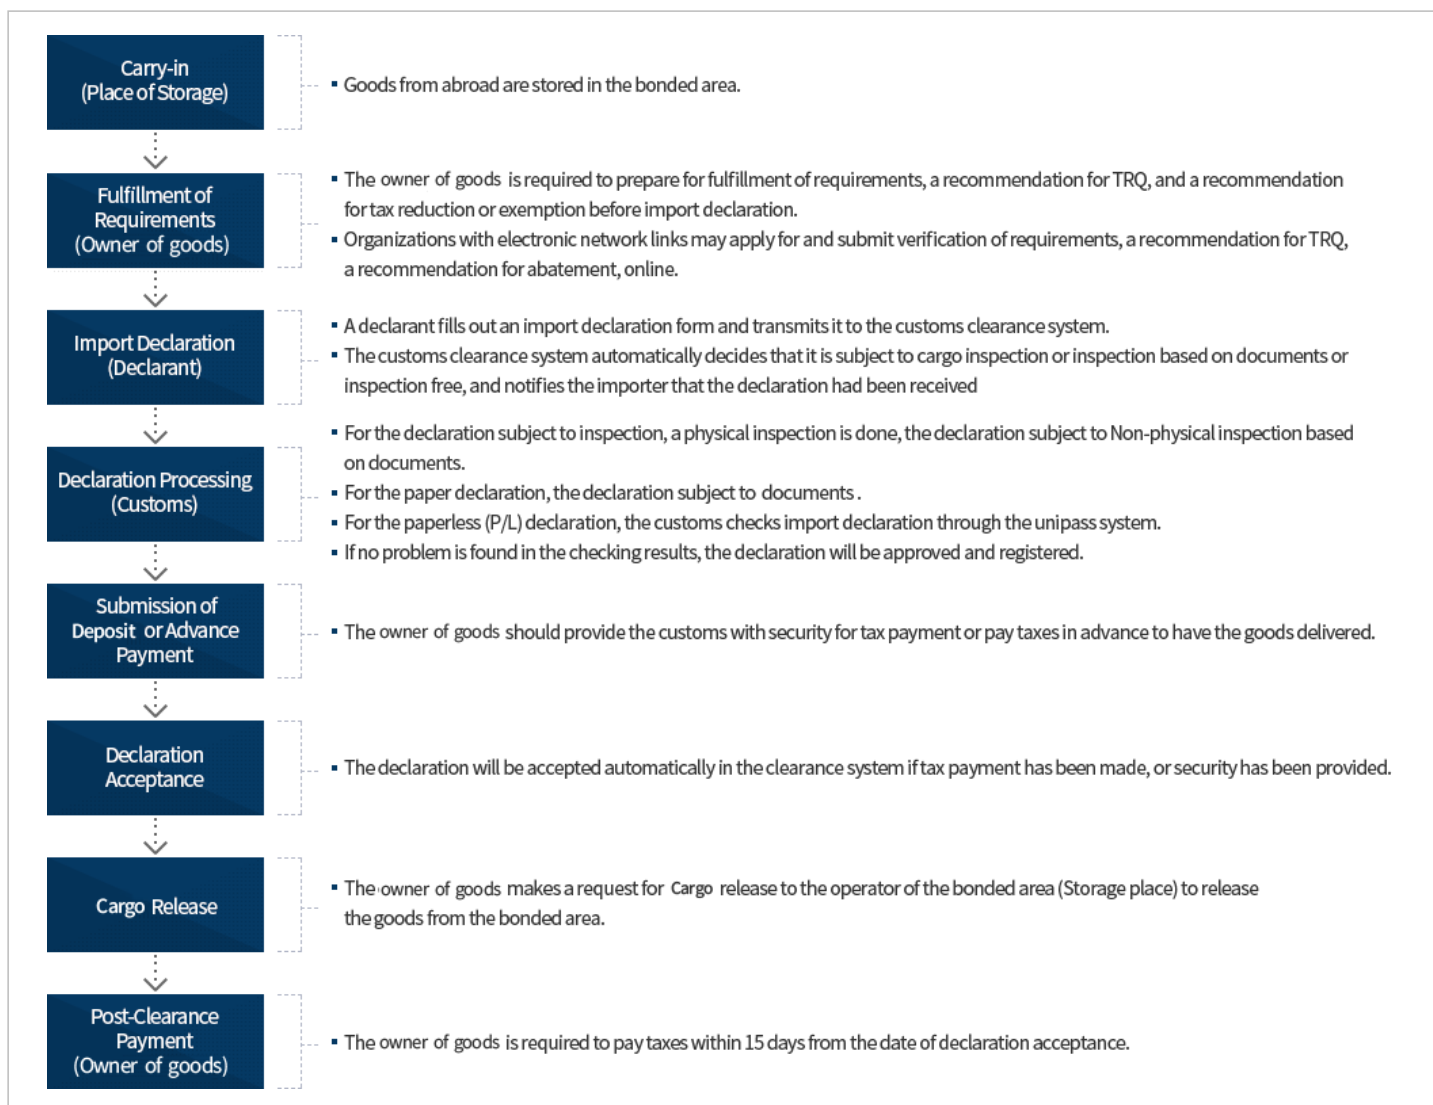 Carry-in
(Place of Storage)
▪ Goods from abroad are stored in the bonded area.
Fulfillment of
Requirements
(Owner of goods)
▪ The owner of goods is required to prepare for fulfillment of requirements, a recommendation for TRQ, and a recommendation
for tax reduction or exemption before import declaration.
▪ Organizations with electronic network links may apply for and submit verification of requirements, a recommendation for TRQ,
a recommendation for abatement, online.
Import Declaration
(Declarant)
▪ A declarant fills out an import declaration form and transmits it to the customs clearance system.
▪ The customs clearance system automatically decides that it is subject to cargo inspection or inspection based on documents or
inspection free, and notifies the importer that the declaration had been received
Declaration Processing
(Customs)
▪ For the declaration subject to inspection, a physical inspection is done, the declaration subject to Non-physical inspection based
on documents.
▪ For the paper declaration, the declaration subject to documents .
▪ For the paperless (P/L) declaration, the customs checks import declaration through the unipass system.
▪ If no problem is found in the checking results, the declaration will be approved and registered.
Submission of
Deposit or Advance
Payment
▪ The owner of goods should provide the customs with security for tax payment or pay taxes in advance to have the goods delivered.
Declaration
Acceptance
▪ The declaration will be accepted automatically in the clearance system if tax payment has been made, or security has been provided.
Cargo Release
▪ The owner of goods makes a request for Cargo release to the operator of the bonded area (Storage place) to release
the goods from the bonded area.
Post-Clearance
Payment
(Owner of goods)
▪ The owner of goods is required to pay taxes within 15 days from the date of declaration acceptance.